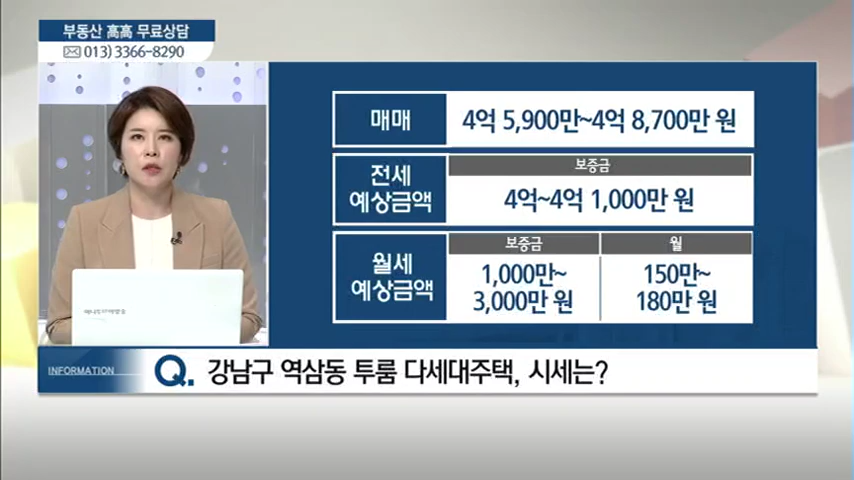 부동산 高高 무료상담
013) 3366-8290
매매
4억 5,900만~4억 8,700만 원
전세
예상금액
보증금
4억~4억 1,000만 원
월세
예상금액
보증금
월
1,000만~
3,000만 원
150만~
180만 원
INFORMATION
Q. 강남구 역삼동 투룸 다세대주택, 시세는?